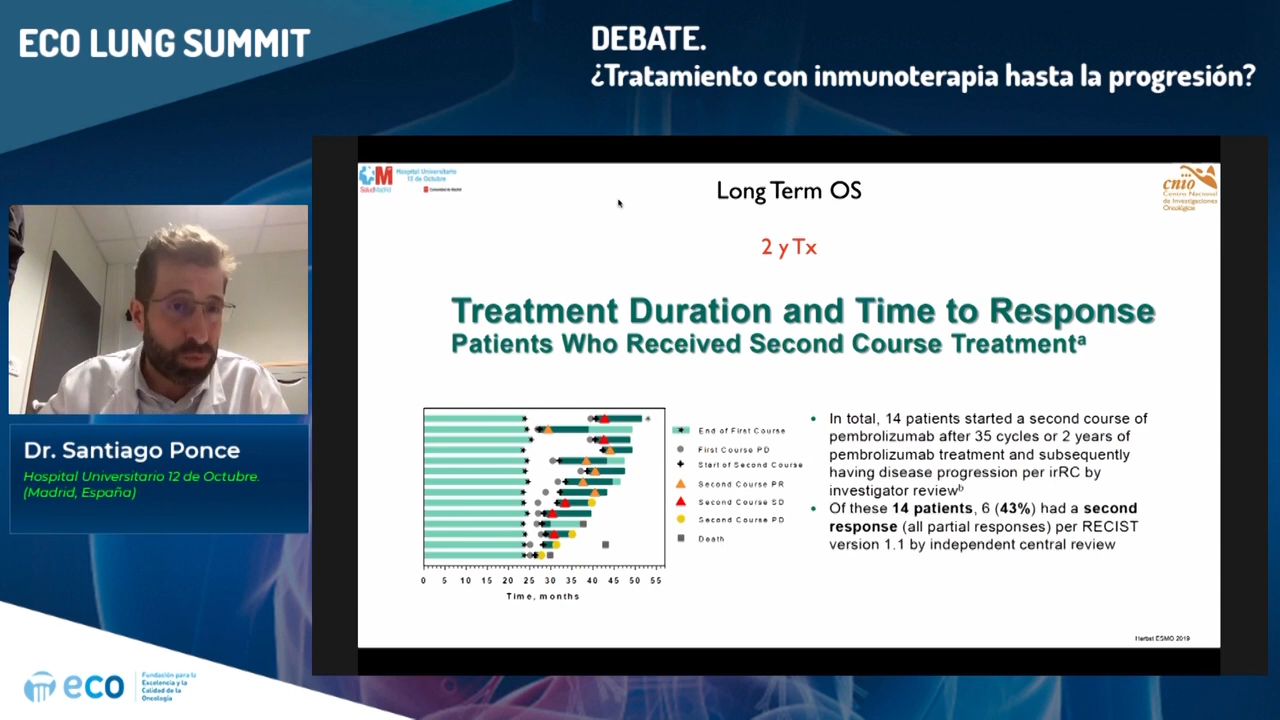 ECO LUNG SUMMIT
DEBATE.
¿Tratamiento con inmunoterapia hasta la progresión?
Hospital Universitario
12 de Octubre
SaludMadrid
Comunidad de Madrid
Long Term OS
cnio
Centro Nacional
de Investigaciones
Oncológicas
2 y Tx
Treatment Duration and Time to Response
Patients Who Received Second Course Treatmentᵃ
End of First Course
First Course PD
Start of Second Course
Second Course PR
Second Course SD
Second Course PD
Death
0 5 10 15 20 25 30 35 40 45 50 55
Time, months
• In total, 14 patients started a second course of
pembrolizumab after 35 cycles or 2 years of
pembrolizumab treatment and subsequently
having disease progression per irRC by
investigator reviewᵇ
• Of these 14 patients, 6 (43%) had a second
response (all partial responses) per RECIST
version 1.1 by independent central review
Herbst ESMO 2019
Dr. Santiago Ponce
Hospital Universitario 12 de Octubre.
(Madrid, España)
eco
Fundación para la
Excelencia y la
Calidad de la
Oncología